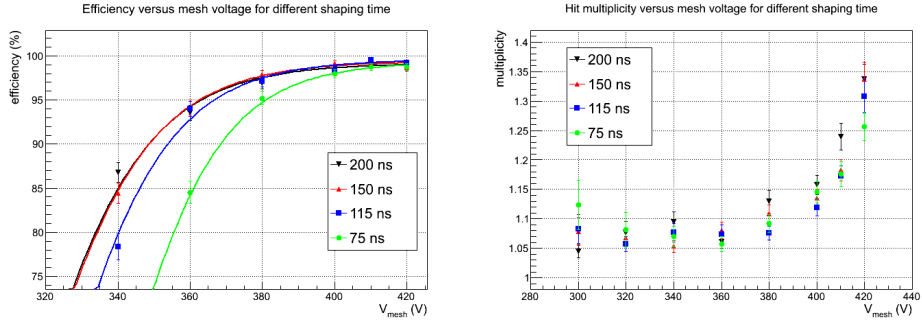 Efficiency versus mesh voltage for different shaping time
efficiency (%)
100
95
90
85
80
75
200 ns
150 ns
115 ns
75 ns
320 340 360 380 400 420
Vmesh (V)
Hit multiplicity versus mesh voltage for different shaping time
multiplicity
1.4
1.35
1.3
1.25
1.2
1.15
1.1
1.05
1
200 ns
150 ns
115 ns
75 ns
280 300 320 340 360 380 400 420 440
Vmesh (V)